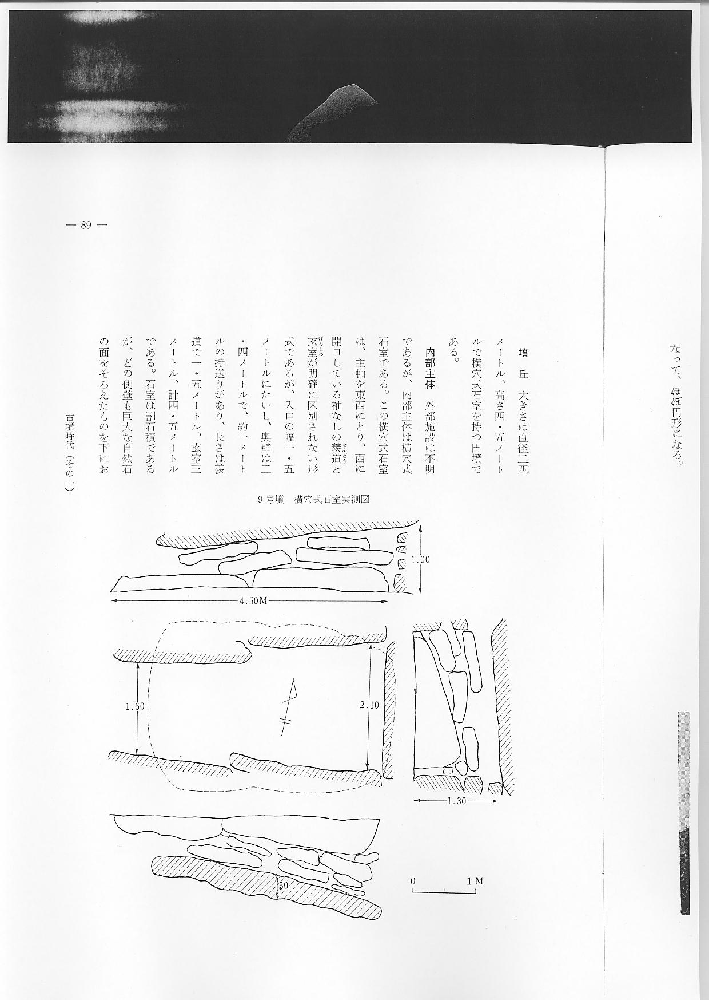 なって、ほぼ円形になる。
墳丘　大きさは直径二四
メートル、高さ四・五メート
ルで横穴式石室を持つ円墳で
ある。
内部主体　外部施設は不明
であるが、内部主体は横穴式
石室である。この横穴式石室
は、主軸を東西にとり、西に
開口している袖なしの羨道と
せんどう
玄室が明確に区別されない形
げんしつ
式であるが、入口の幅一・五
メートルにたいし、奥壁は二
・四メートルで、約一メート
ルの持送りがあり、長さは羨
道で一・五メートル、玄室三
メートル、計四・五メートル
である。石室は割石積である
が、どの側壁も巨大な自然石
の面をそろえたものを下にお
古墳時代（その一）
— 89 —
9号墳　横穴式石室実測図
1.00
4.50M
1.60
2.10
1.30
50
0
1M